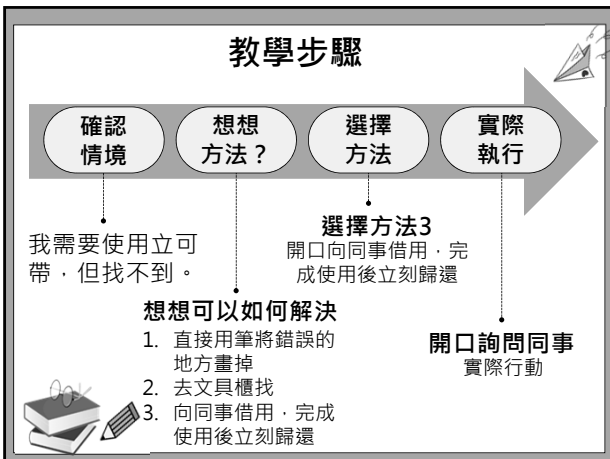 教學步驟
確認
情境
想想
方法？
選擇
方法
實際
執行
我需要使用立可
帶，但找不到。
想想可以如何解決
1. 直接用筆將錯誤的
地方畫掉
2. 去文具櫃找
3. 向同事借用，完成
使用後立刻歸還
選擇方法3
開口向同事借用，完
成使用後立刻歸還
開口詢問同事
實際行動